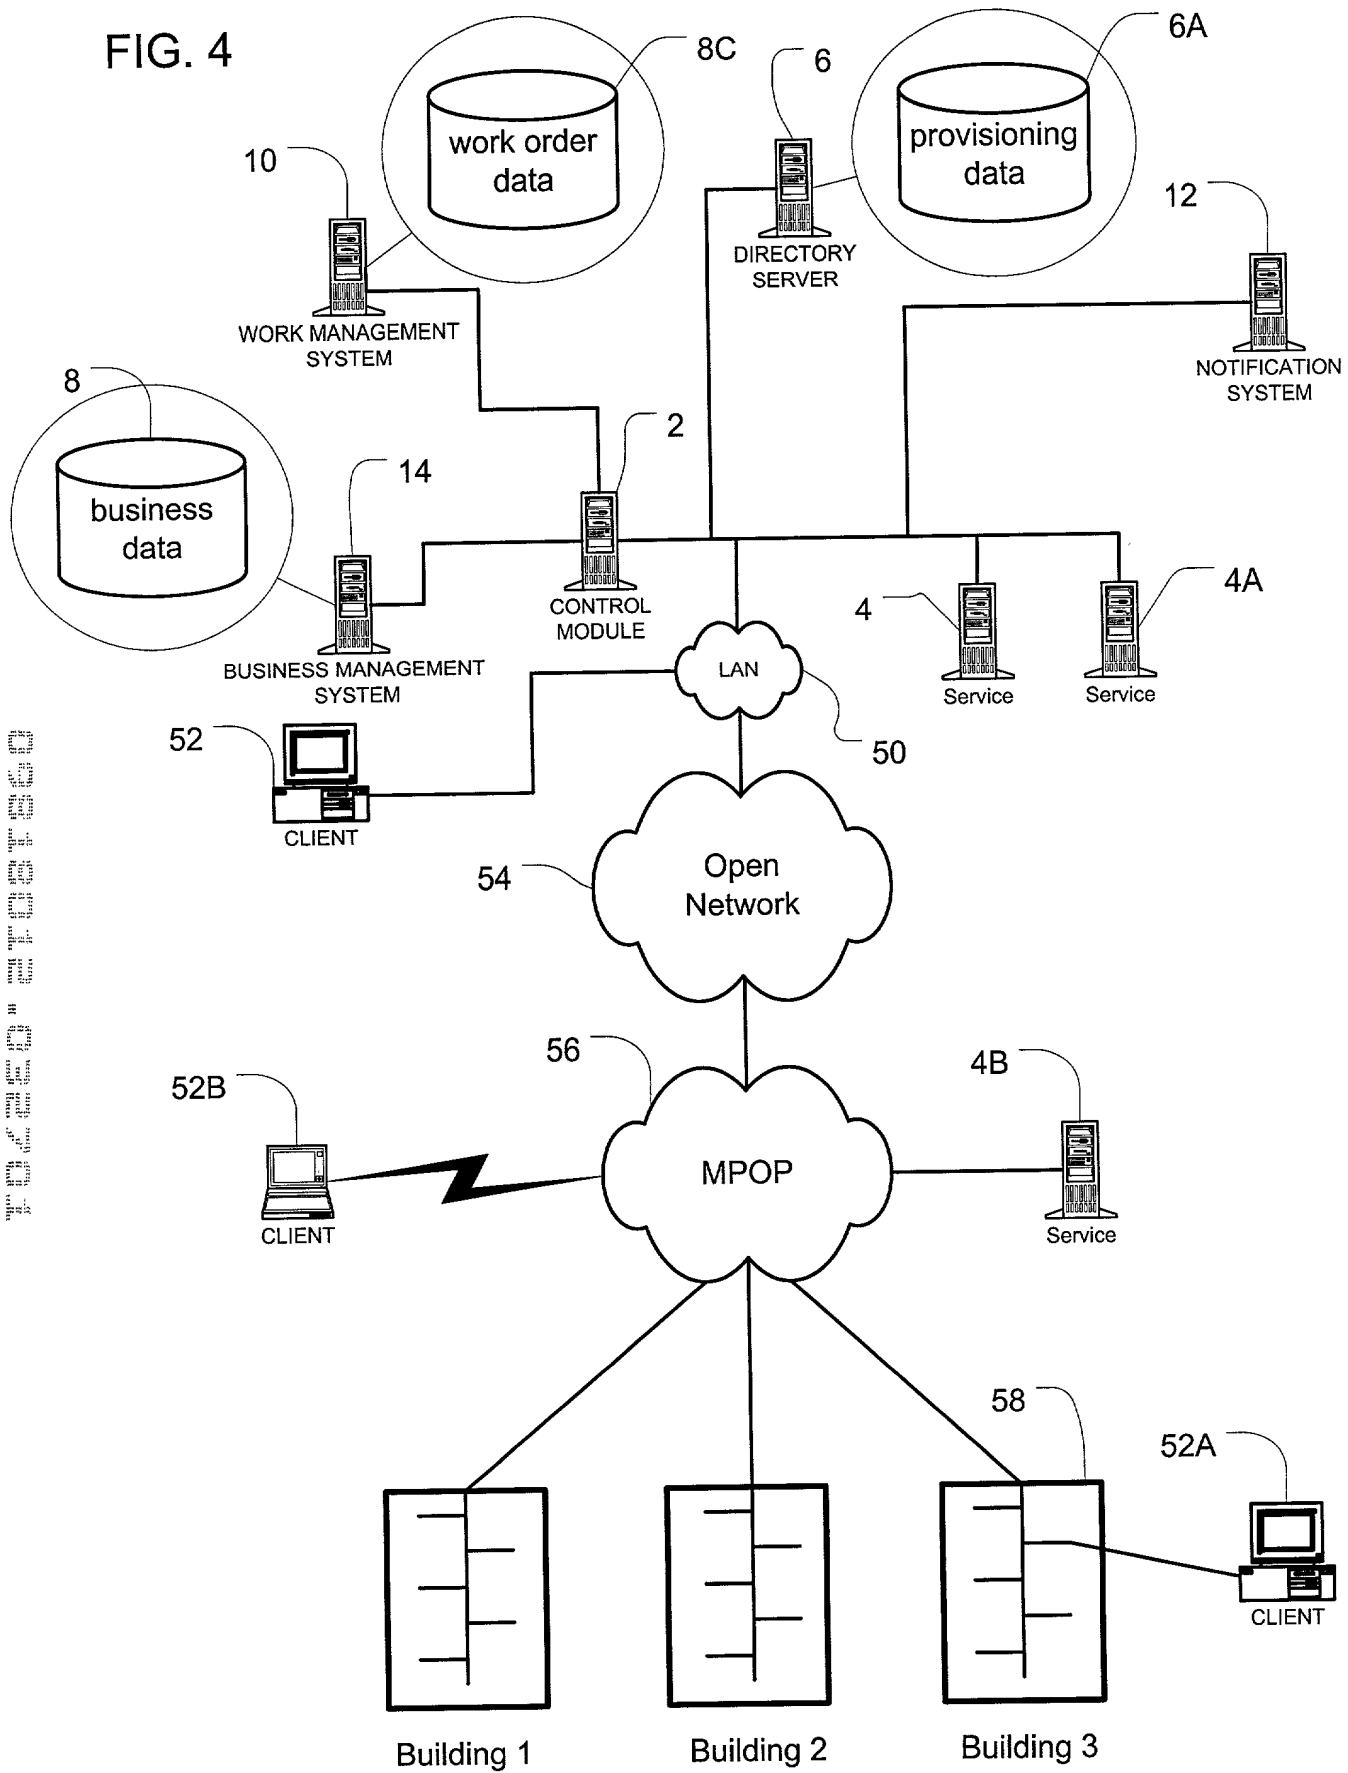 FIG. 4
8C
6
6A
work order
data
provisioning
data
10
12
DIRECTORY
SERVER
WORK MANAGEMENT
SYSTEM
NOTIFICATION
SYSTEM
8
2
14
business
data
4A
4
CONTROL
MODULE
BUSINESS MANAGEMENT
SYSTEM
LAN
Service
Service
52
50
CLIENT
54
Open
Network
56
4B
52B
MPOP
CLIENT
Service
58
52A
CLIENT
Building 1
Building 2
Building 3